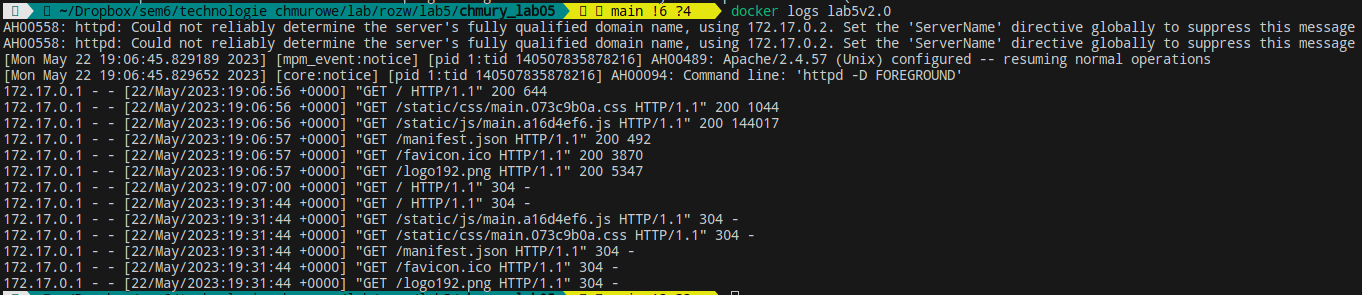 ~/Dropbox/sem6/technologie chmurowe/lab/rozw/lab5/chmury_lab05 main !6 ?4 docker logs lab5v2.0
AH00558: httpd: Could not reliably determine the server's fully qualified domain name, using 172.17.0.2. Set the 'ServerName' directive globally to suppress this message
AH00558: httpd: Could not reliably determine the server's fully qualified domain name, using 172.17.0.2. Set the 'ServerName' directive globally to suppress this message
[Mon May 22 19:06:45.829189 2023] [mpm_event:notice] [pid 1:tid 140507835878216] AH00489: Apache/2.4.57 (Unix) configured -- resuming normal operations
[Mon May 22 19:06:45.829652 2023] [core:notice] [pid 1:tid 140507835878216] AH00094: Command line: 'httpd -D FOREGROUND'
172.17.0.1 - - [22/May/2023:19:06:56 +0000] "GET / HTTP/1.1" 200 644
172.17.0.1 - - [22/May/2023:19:06:56 +0000] "GET /static/css/main.073c9b0a.css HTTP/1.1" 200 1044
172.17.0.1 - - [22/May/2023:19:06:56 +0000] "GET /static/js/main.a16d4ef6.js HTTP/1.1" 200 144017
172.17.0.1 - - [22/May/2023:19:06:57 +0000] "GET /manifest.json HTTP/1.1" 200 492
172.17.0.1 - - [22/May/2023:19:06:57 +0000] "GET /favicon.ico HTTP/1.1" 200 3870
172.17.0.1 - - [22/May/2023:19:06:57 +0000] "GET /logo192.png HTTP/1.1" 200 5347
172.17.0.1 - - [22/May/2023:19:07:00 +0000] "GET / HTTP/1.1" 304 -
172.17.0.1 - - [22/May/2023:19:31:44 +0000] "GET / HTTP/1.1" 304 -
172.17.0.1 - - [22/May/2023:19:31:44 +0000] "GET /static/js/main.a16d4ef6.js HTTP/1.1" 304 -
172.17.0.1 - - [22/May/2023:19:31:44 +0000] "GET /static/css/main.073c9b0a.css HTTP/1.1" 304 -
172.17.0.1 - - [22/May/2023:19:31:44 +0000] "GET /manifest.json HTTP/1.1" 304 -
172.17.0.1 - - [22/May/2023:19:31:44 +0000] "GET /favicon.ico HTTP/1.1" 304 -
172.17.0.1 - - [22/May/2023:19:31:44 +0000] "GET /logo192.png HTTP/1.1" 304 -